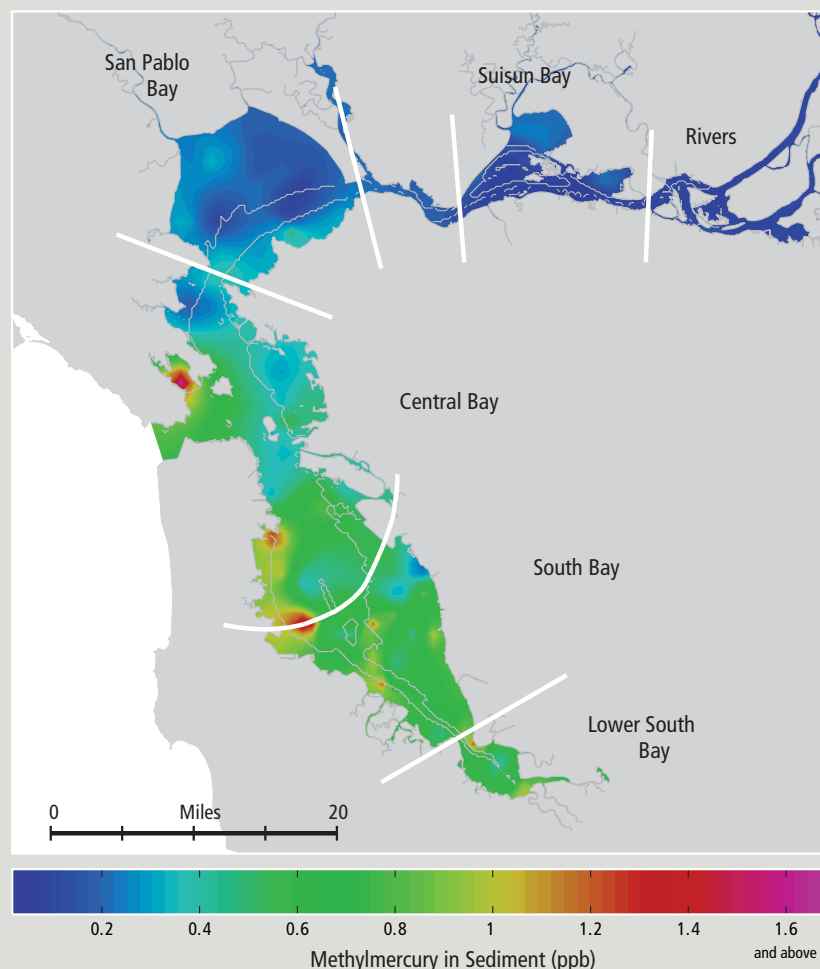 San Pablo
Bay
Suisun Bay
Rivers
Central Bay
South Bay
Lower South
Bay
0 Miles 20
0.2 0.4 0.6 0.8 1 1.2 1.4 1.6
and above
Methylmercury in Sediment (ppb)